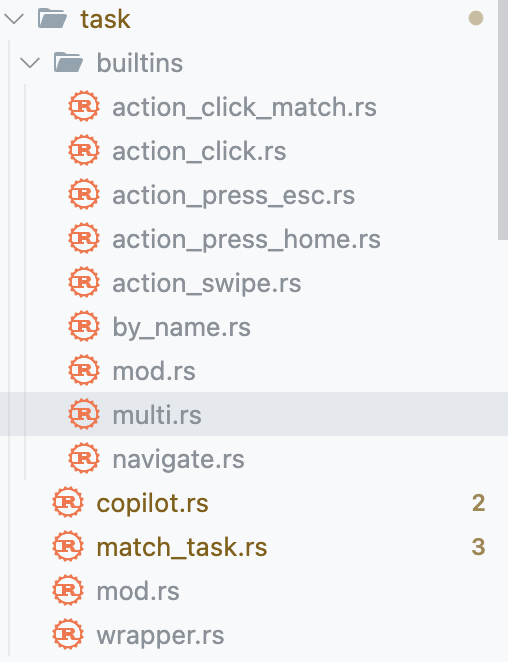 task
builtins
action_click_match.rs
action_click.rs
action_press_esc.rs
action_press_home.rs
action_swipe.rs
by_name.rs
mod.rs
multi.rs
navigate.rs
copilot.rs 2
match_task.rs 3
mod.rs
wrapper.rs